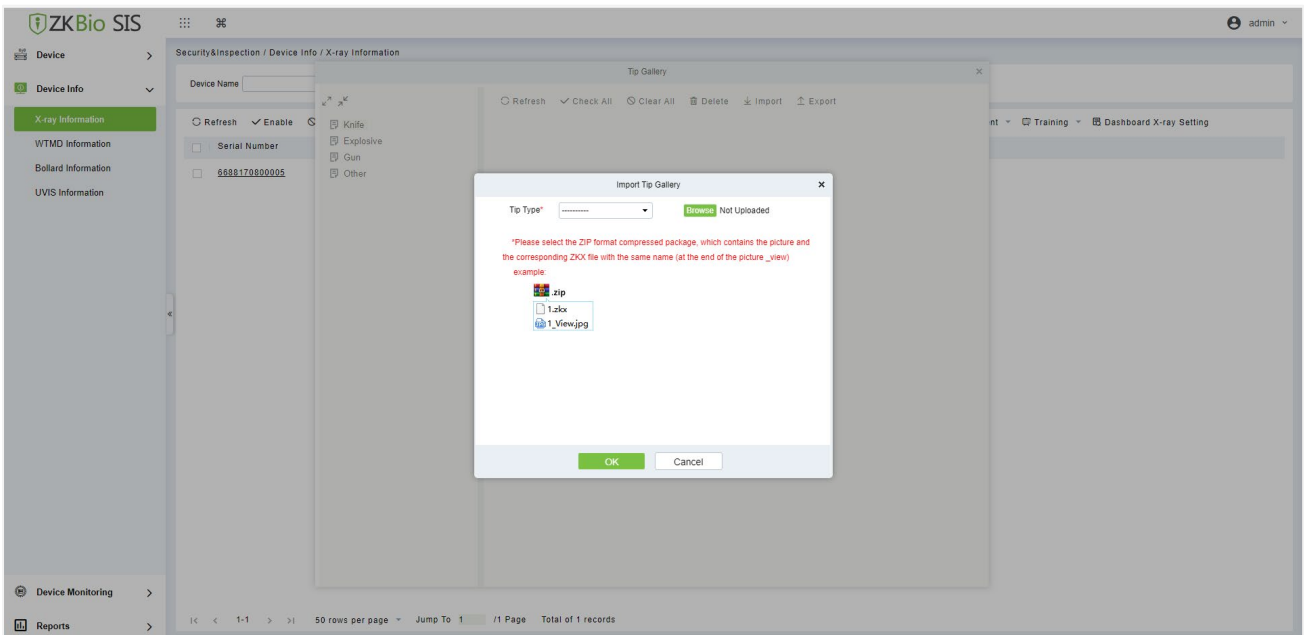 ZKBio SIS
admin
Device
Device Info
X-ray Information
WTMD Information
Bollard Information
UVIS Information
Device Monitoring
Reports
Security&Inspection / Device Info / X-ray Information
Device Name
Refresh Enable
Training Dashboard X-ray Setting
Serial Number
6688170800005
Tip Gallery
Refresh Check All Clear All Delete Import Export
Knife
Explosive
Gun
Other
Import Tip Gallery
Tip Type* ---------- Browse Not Uploaded
*Please select the ZIP format compressed package, which contains the picture and
the corresponding ZKX file with the same name (at the end of the picture _view)
example:
.zip
1.zkx
1_View.jpg
OK Cancel
1-1 50 rows per page Jump To 1 /1 Page Total of 1 records